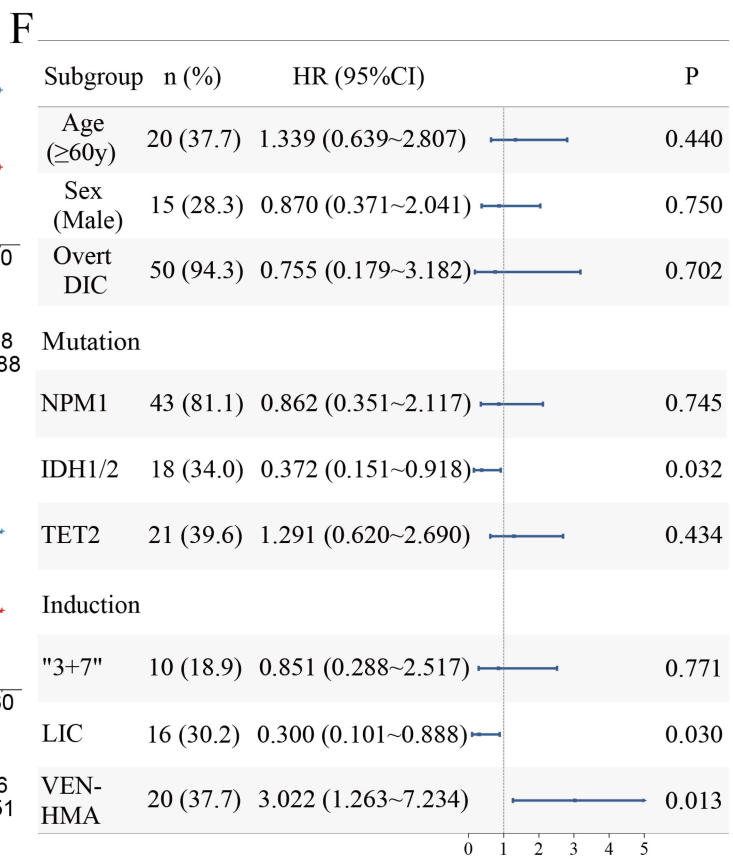 F
Subgroup n (%) HR (95%CI) P
Age
(≥60y) 20 (37.7) 1.339 (0.639~2.807) 0.440
Sex
(Male) 15 (28.3) 0.870 (0.371~2.041) 0.750
Overt
DIC 50 (94.3) 0.755 (0.179~3.182) 0.702
0
Mutation
8
88
NPM1 43 (81.1) 0.862 (0.351~2.117) 0.745
IDH1/2 18 (34.0) 0.372 (0.151~0.918) 0.032
TET2 21 (39.6) 1.291 (0.620~2.690) 0.434
Induction
"3+7" 10 (18.9) 0.851 (0.288~2.517) 0.771
LIC 16 (30.2) 0.300 (0.101~0.888) 0.030
VEN-
HMA 20 (37.7) 3.022 (1.263~7.234) 0.013
0 1 2 3 4 5